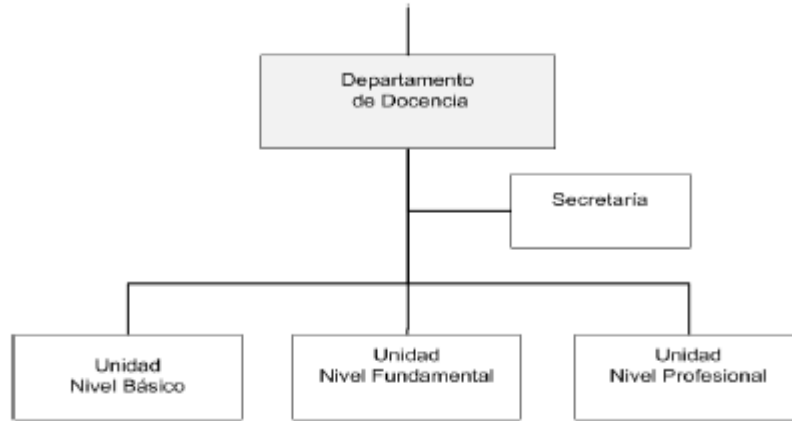 Departamento
de Docencia
Secretaría
Unidad
Nivel Básico
Unidad
Nivel Fundamental
Unidad
Nivel Profesional